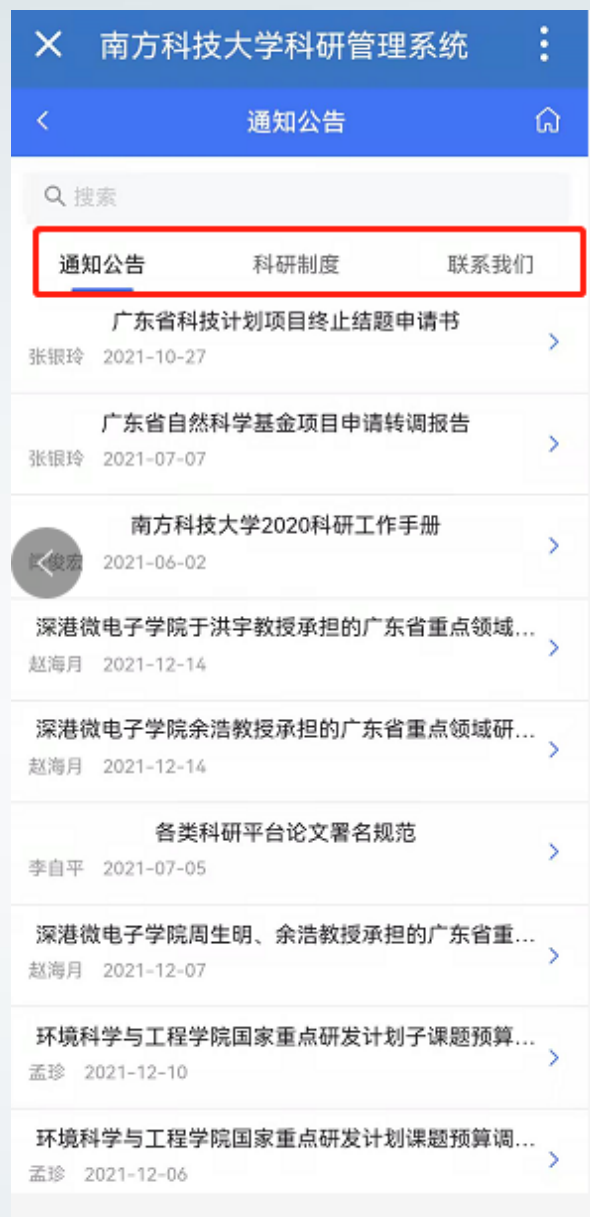 南方科技大学科研管理系统
通知公告
搜索
通知公告 科研制度 联系我们
广东省科技计划项目终止结题申请书
张银玲 2021-10-27
广东省自然科学基金项目申请转调报告
张银玲 2021-07-07
南方科技大学2020科研工作手册
俊宏 2021-06-02
深港微电子学院于洪宇教授承担的广东省重点领域...
赵海月 2021-12-14
深港微电子学院余浩教授承担的广东省重点领域研...
赵海月 2021-12-14
各类科研平台论文署名规范
李自平 2021-07-05
深港微电子学院周生明、余浩教授承担的广东省重...
赵海月 2021-12-07
环境科学与工程学院国家重点研发计划子课题预算...
孟珍 2021-12-10
环境科学与工程学院国家重点研发计划课题预算调...
孟珍 2021-12-06